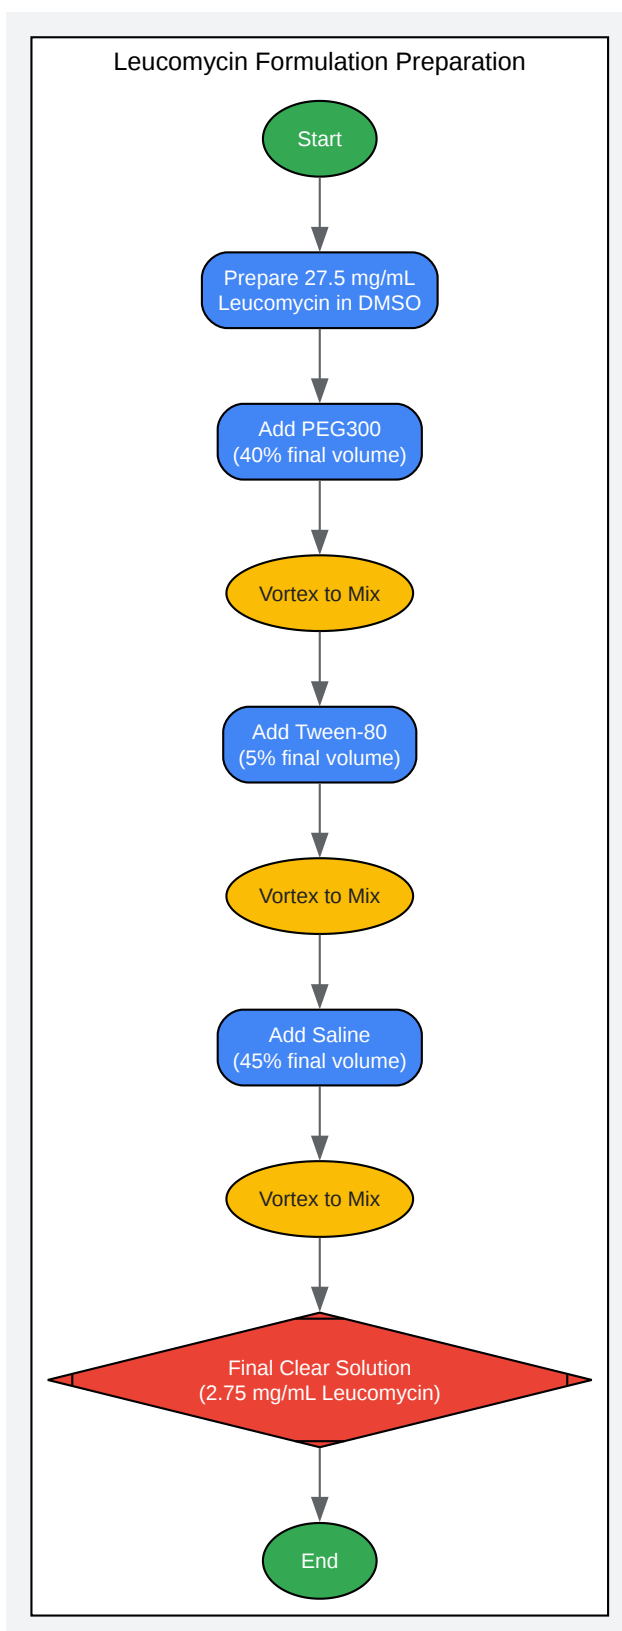 Leucomycin Formulation Preparation
Start
Prepare 27.5 mg/mL
Leucomycin in DMSO
Add PEG300
(40% final volume)
Vortex to Mix
Add Tween-80
(5% final volume)
Vortex to Mix
Add Saline
(45% final volume)
Vortex to Mix
Final Clear Solution
(2.75 mg/mL Leucomycin)
End